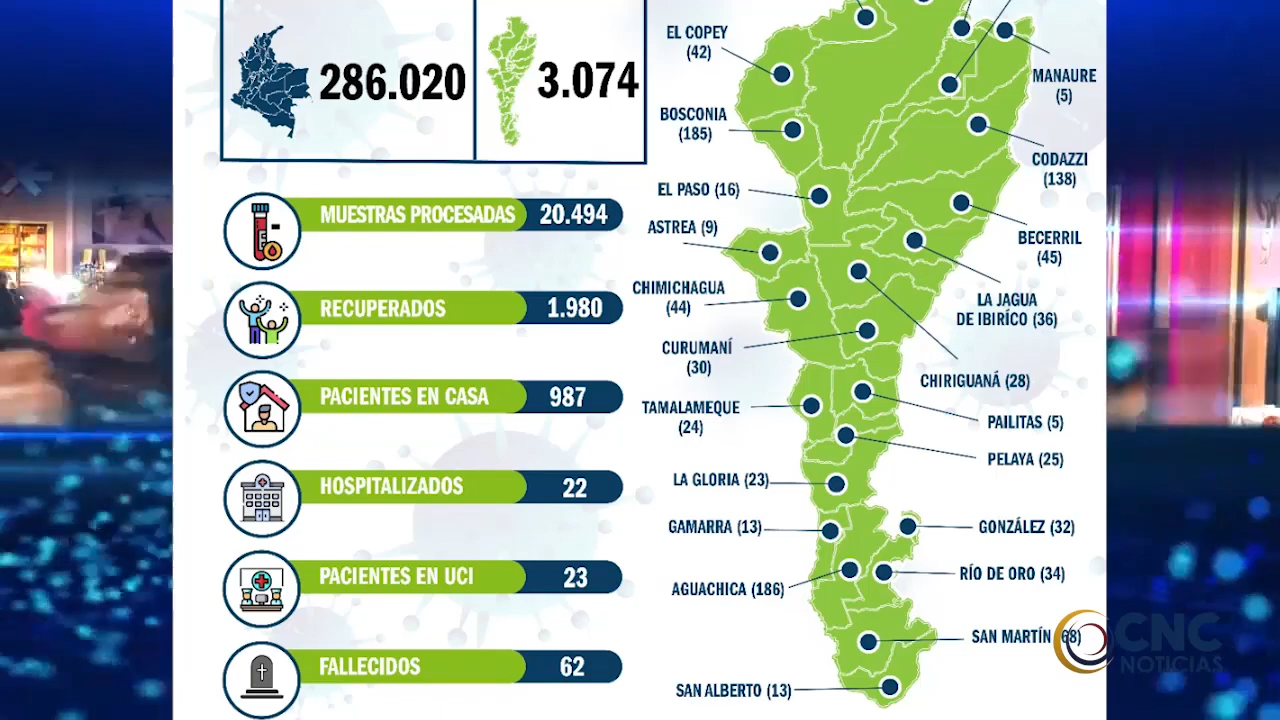 286.020
3.074
MUESTRAS PROCESADAS 20.494
RECUPERADOS 1.980
PACIENTES EN CASA 987
HOSPITALIZADOS 22
PACIENTES EN UCI 23
FALLECIDOS 62
EL COPEY
(42)
BOSCONIA
(185)
EL PASO (16)
ASTREA (9)
CHIMICHAGUA
(44)
CURUMANÍ
(30)
TAMALAMEQUE
(24)
LA GLORIA (23)
GAMARRA (13)
AGUACHICA (186)
SAN ALBERTO (13)
MANAURE
(5)
CODAZZI
(138)
BECERRIL
(45)
LA JAGUA
DE IBIRÍCO (36)
CHIRIGUANÁ (28)
PAILITAS (5)
PELAYA (25)
GONZÁLEZ (32)
RÍO DE ORO (34)
SAN MARTÍN (68)
CNC
NOTICIAS